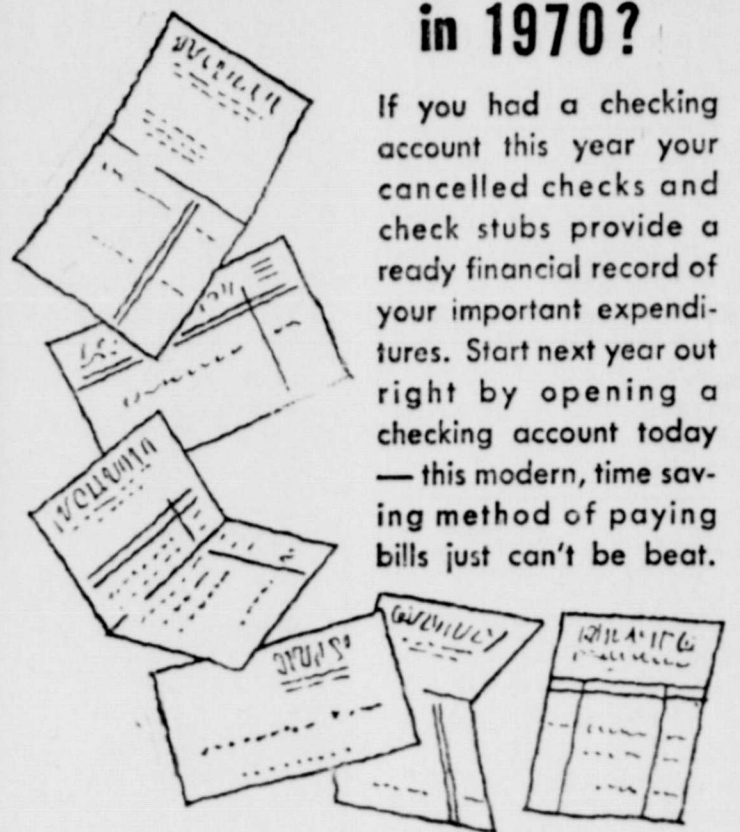 in 1970?
If you had a checking
account this year your
cancelled checks and
check stubs provide a
ready financial record of
your important expendi-
tures. Start next year out
right by opening a
checking account today
— this modern, time sav-
ing method of paying
bills just can't be beat.